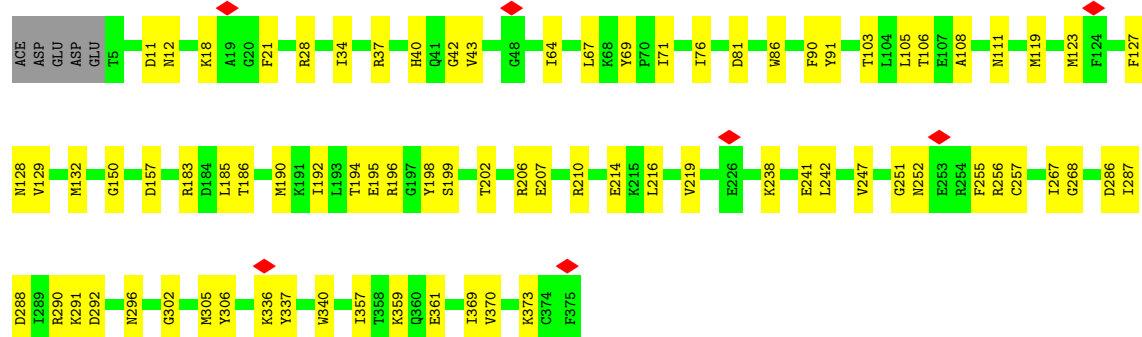 ACE ASP GLU ASP GLU T5 D11 N12 K18 A19 G20 F21 R28 I34 R37 H40 Q41 G42 V43 G48 I64 L67 K68 Y69 P70 I71 I76 D81 W86 F90 Y91 T103 L104 L105 T106 E107 A108 N111 M119 M123 F124 F127
N128 V129 M132 G150 D157 R183 D184 L185 T186 M190 K191 I192 L193 T194 E195 R196 G197 Y198 S199 T202 R206 E207 R210 E214 K215 L216 V219 E226 K238 E241 L242 V247 G251 N252 E253 R254 F255 R256 C257 I267 G268 D286 I287
D288 I289 R290 K291 D292 N296 G302 M305 Y306 K336 Y337 W340 I357 T358 K359 Q360 E361 I369 V370 K373 C374 F375